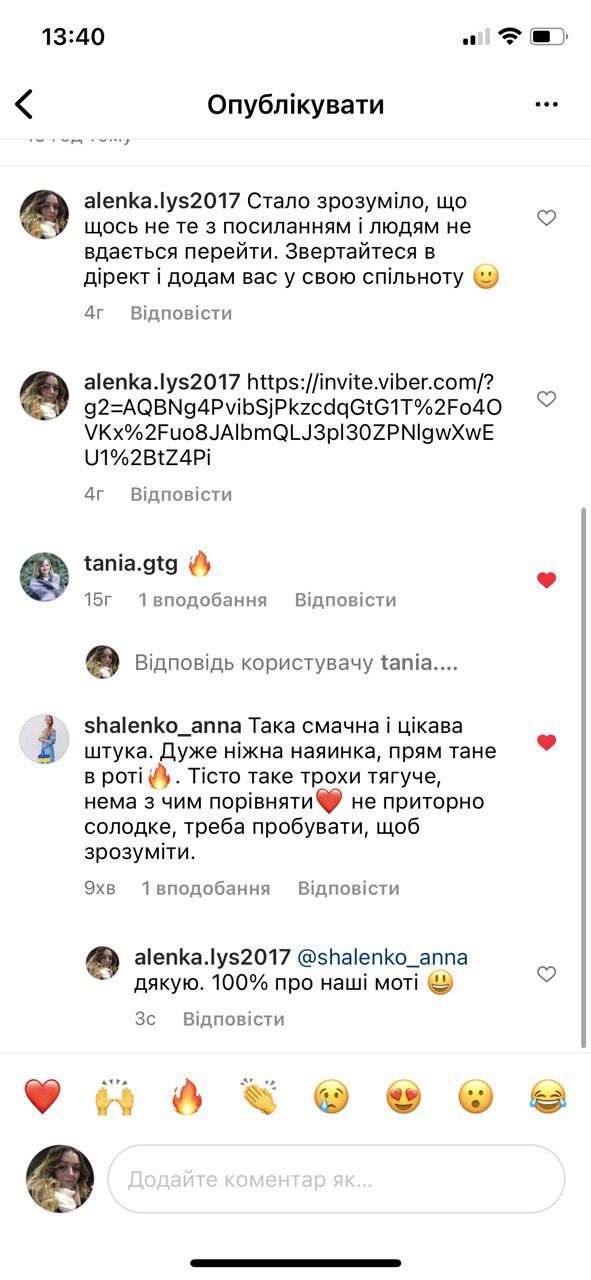 13:40
Опублікувати
alenka.lys2017 Стало зрозуміло, що
щось не те з посиланням і людям не
вдається перейти. Звертайтеся в
дірект і додам вас у свою спільноту 🙂
4г Відповісти
alenka.lys2017 https://invite.viber.com/?
g2=AQBNg4PvibSjPkzcdqGtG1T%2Fo4O
VKx%2Fuo8JAlbmQLJ3pl30ZPNlgwXwE
U1%2BtZ4Pi
4г Відповісти
tania.gtg 🔥
15г 1 вподобання Відповісти
Відповідь користувачу tania....
shalenko_anna Така смачна і цікава
штука. Дуже ніжна наяинка, прям тане
в роті🔥. Тісто таке трохи тягуче,
нема з чим порівняти❤️ не приторно
солодке, треба пробувати, щоб
зрозуміти.
9хв 1 вподобання Відповісти
alenka.lys2017 @shalenko_anna
дякую. 100% про наші моті 😃
3с Відповісти
❤️ 🙌 🔥 👏 😢 😍 😮 😂
Додайте коментар як...